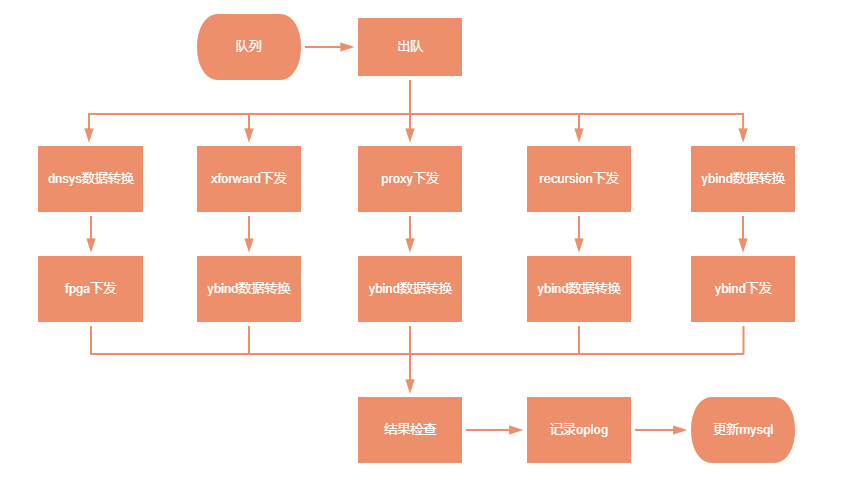 队列
出队
dnsys数据转换
xforward下发
proxy下发
recursion下发
ybind数据转换
fpga下发
ybind数据转换
ybind数据转换
ybind数据转换
ybind下发
结果检查
记录oplog
更新mysql